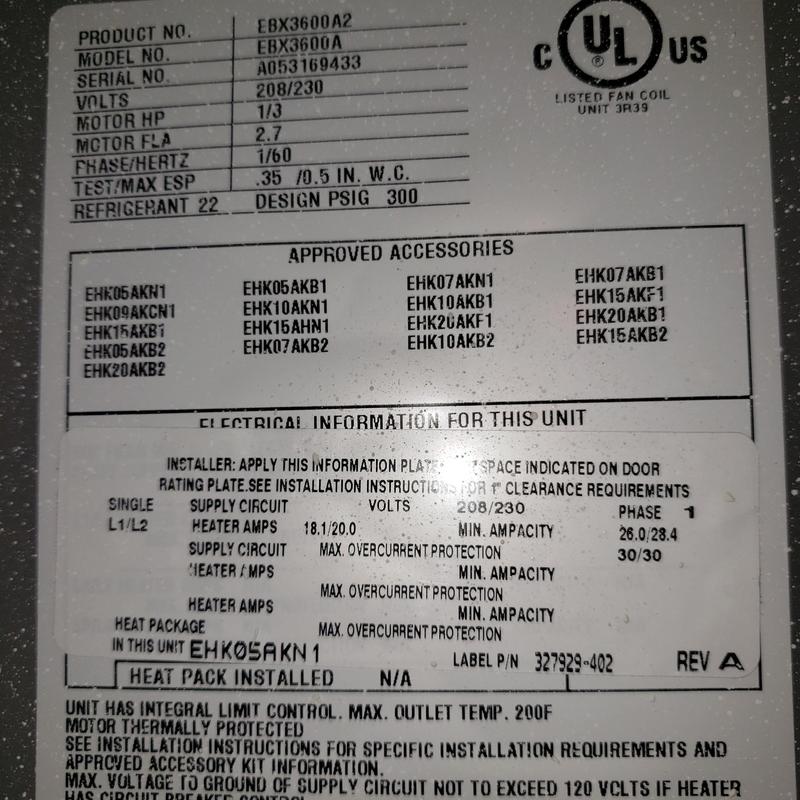 PRODUCT NO. EBX3600A2
MODEL NO. EBX3600A
SERIAL NO. A053169433
VOLTS 208/230
MOTOR HP 1/3
MOTOR FLA 2.7
PHASE/HERTZ 1/60
TEST/MAX ESP .35 /0.5 IN. W.C.
REFRIGERANT 22 DESIGN PSIG 300
C UL ® US
LISTED FAN COIL
UNIT 3R39
APPROVED ACCESSORIES
EHK05AKN1 EHK05AKB1 EHK07AKN1 EHK07AKB1
EHK09AKCN1 EHK10AKN1 EHK10AKB1 EHK15AKF1
EHK15AKB1 EHK15AHN1 EHK20AKF1 EHK20AKB1
EHK05AKB2 EHK07AKB2 EHK10AKB2 EHK15AKB2
EHK20AKB2
ELECTRICAL INFORMATION FOR THIS UNIT
INSTALLER: APPLY THIS INFORMATION PLATE SPACE INDICATED ON DOOR
RATING PLATE.SEE INSTALLATION INSTRUCTIONS FOR 1" CLEARANCE REQUIREMENTS
SINGLE SUPPLY CIRCUIT VOLTS 208/230 PHASE 1
L1/L2 HEATER AMPS 18.1/20.0 MIN. AMPACITY 26.0/28.4
SUPPLY CIRCUIT MAX. OVERCURRENT PROTECTION 30/30
HEATER AMPS MIN. AMPACITY
MAX. OVERCURRENT PROTECTION
HEATER AMPS MIN. AMPACITY
HEAT PACKAGE MAX. OVERCURRENT PROTECTION
IN THIS UNIT EHK05AKN1 LABEL P/N 327929-402 REV A
HEAT PACK INSTALLED N/A
UNIT HAS INTEGRAL LIMIT CONTROL. MAX. OUTLET TEMP. 200F
MOTOR THERMALLY PROTECTED
SEE INSTALLATION INSTRUCTIONS FOR SPECIFIC INSTALLATION REQUIREMENTS AND
APPROVED ACCESSORY KIT INFORMATION.
MAX. VOLTAGE TO GROUND OF SUPPLY CIRCUIT NOT TO EXCEED 120 VOLTS IF HEATER
HAS CIRCUIT BREAKER